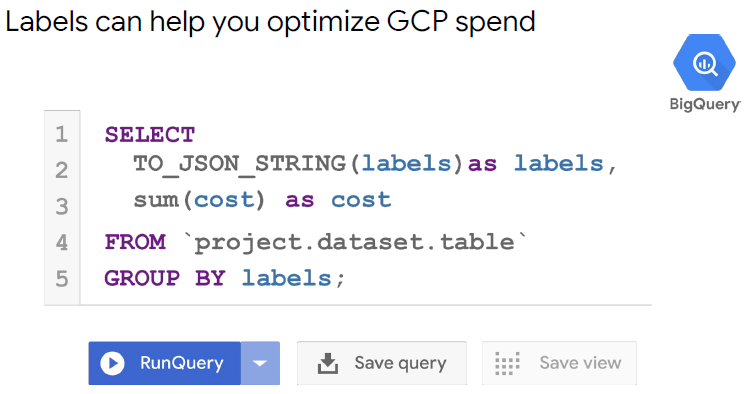 Labels can help you optimize GCP spend
BigQuery
1 SELECT
2 TO_JSON_STRING(labels)as labels,
3 sum(cost) as cost
4 FROM `project.dataset.table`
5 GROUP BY labels;
RunQuery Save query Save view